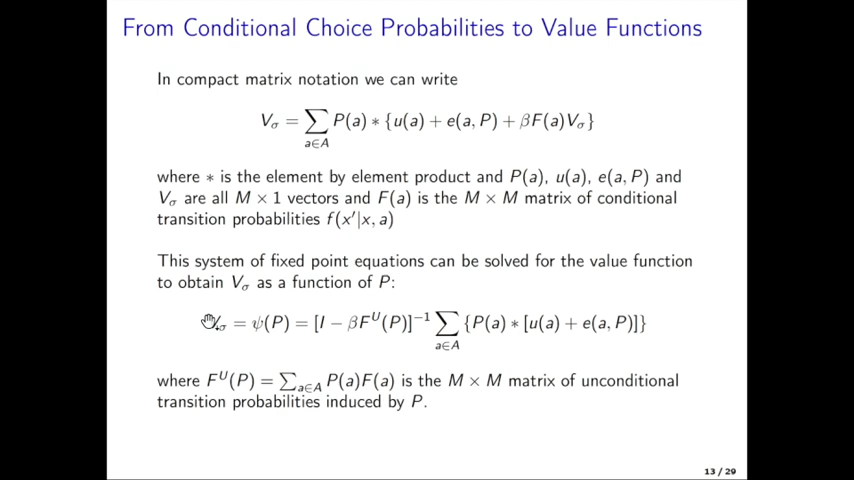 From Conditional Choice Probabilities to Value Functions
In compact matrix notation we can write
V_σ = ∑_{a∈A} P(a) ∗ {u(a) + e(a, P) + βF(a)V_σ}
where ∗ is the element by element product and P(a), u(a), e(a, P) and
V_σ are all M × 1 vectors and F(a) is the M × M matrix of conditional
transition probabilities f(x′|x, a)
This system of fixed point equations can be solved for the value function
to obtain V_σ as a function of P:
V_σ = ψ(P) = [I − βF^U(P)]^{−1} ∑_{a∈A} {P(a) ∗ [u(a) + e(a, P)]}
where F^U(P) = ∑_{a∈A} P(a)F(a) is the M × M matrix of unconditional
transition probabilities induced by P.
13 / 29